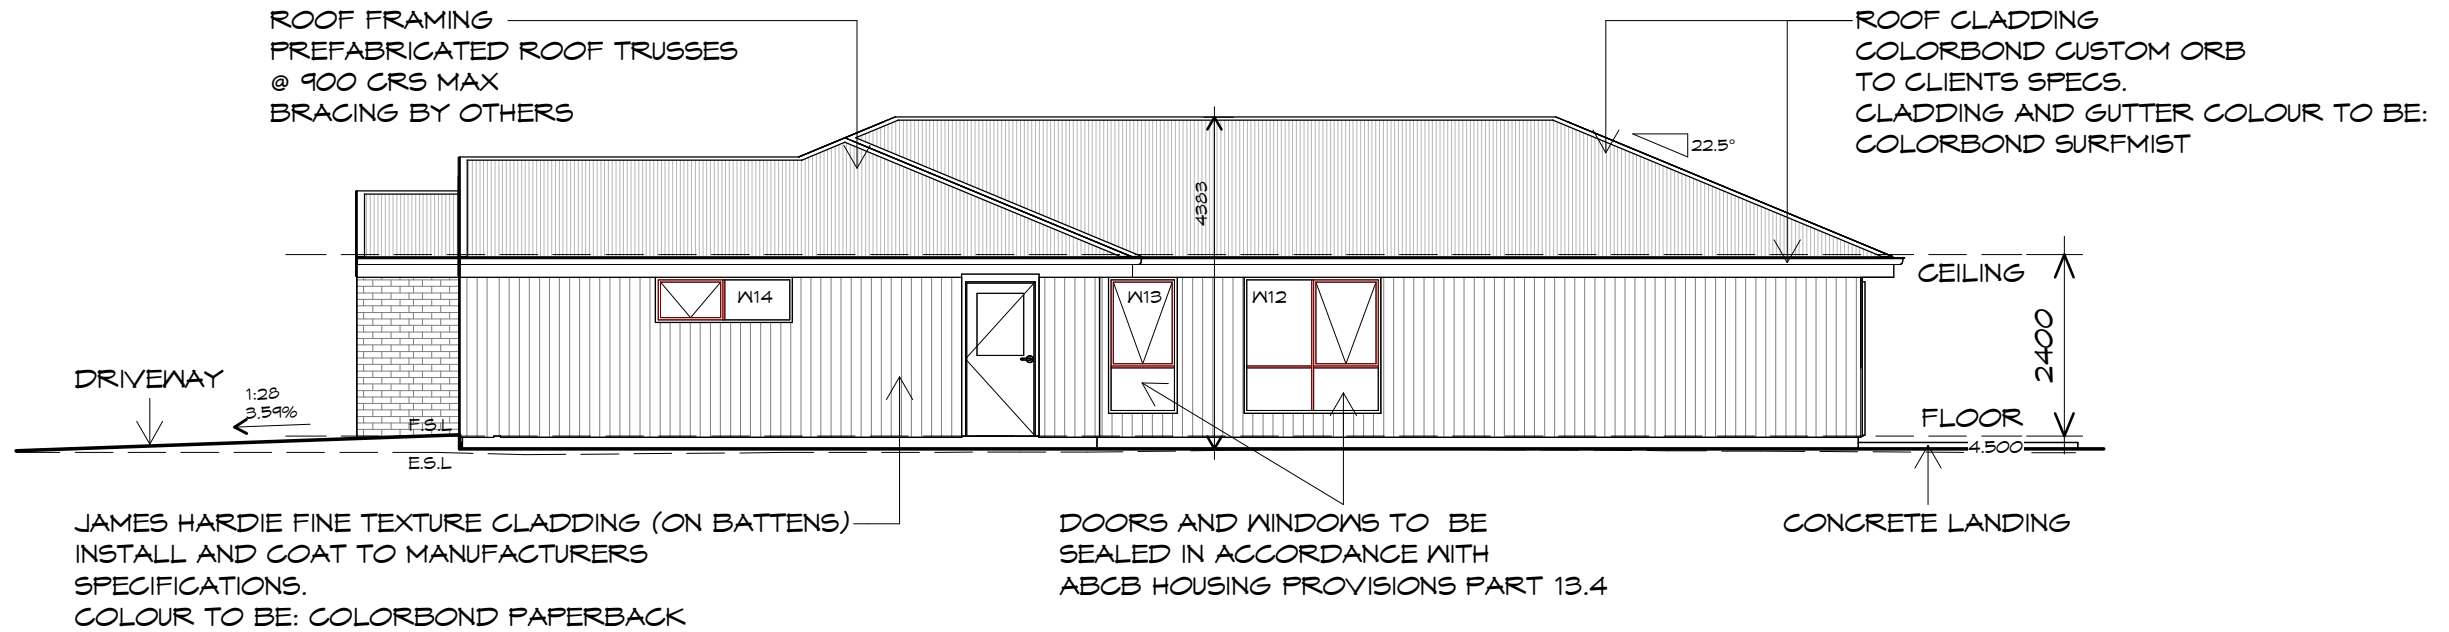 ROOF FRAMING
PREFABRICATED ROOF TRUSSES
@ 900 CRS MAX
BRACING BY OTHERS
ROOF CLADDING
COLORBOND CUSTOM ORB
TO CLIENTS SPECS.
CLADDING AND GUTTER COLOUR TO BE:
COLORBOND SURFMIST
22.5°
4383
CEILING
W14
W13
W12
2400
DRIVEWAY
1:28
3.59%
F.S.L
E.S.L
FLOOR
4.500
JAMES HARDIE FINE TEXTURE CLADDING (ON BATTENS)
INSTALL AND COAT TO MANUFACTURERS
SPECIFICATIONS.
COLOUR TO BE: COLORBOND PAPERBACK
DOORS AND WINDOWS TO BE
SEALED IN ACCORDANCE WITH
ABCB HOUSING PROVISIONS PART 13.4
CONCRETE LANDING